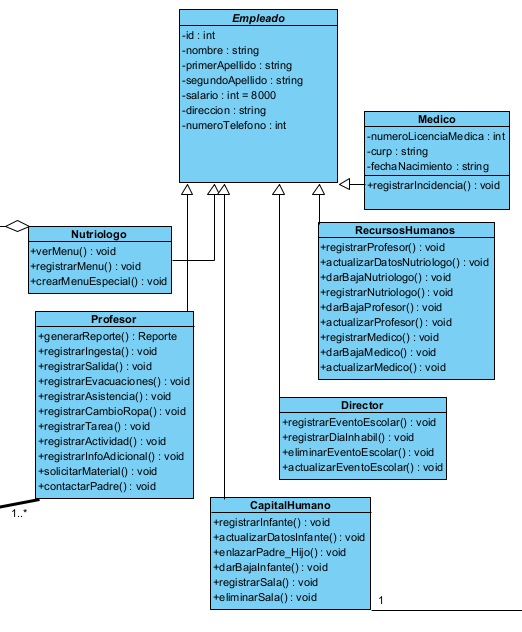 Empleado
-id : int
-nombre : string
-primerApellido : string
-segundoApellido : string
-salario : int = 8000
-direccion : string
-numeroTelefono : int
Medico
-numeroLicenciaMedica : int
-curp : string
-fechaNacimiento : string
+registrarIncidencia() : void
Nutriologo
+verMenu() : void
+registrarMenu() : void
+crearMenuEspecial() : void
RecursosHumanos
+registrarProfesor() : void
+actualizarDatosNutriologo() : void
+darBajaNutriologo() : void
+registrarNutriologo() : void
+darBajaProfesor() : void
+actualizarProfesor() : void
+registrarMedico() : void
+darBajaMedico() : void
+actualizarMedico() : void
Profesor
+generarReporte() : Reporte
+registrarIngesta() : void
+registrarSalida() : void
+registrarEvacuaciones() : void
+registrarAsistencia() : void
+registrarCambioRopa() : void
+registrarTarea() : void
+registrarActividad() : void
+registrarInfoAdicional() : void
+solicitarMaterial() : void
+contactarPadre() : void
1..*
Director
+registrarEventoEscolar() : void
+registrarDiaInhabil() : void
+eliminarEventoEscolar() : void
+actualizarEventoEscolar() : void
CapitalHumano
+registrarInfante() : void
+actualizarDatosInfante() : void
+enlazarPadre_Hijo() : void
+darBajaInfante() : void
+registrarSala() : void
+eliminarSala() : void
1